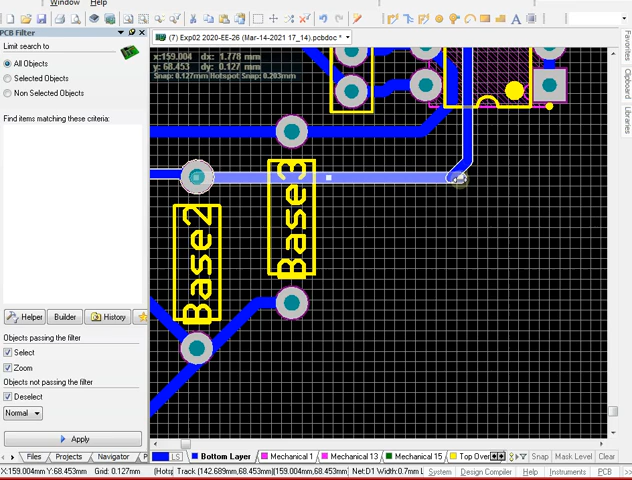 Window Help
PCB Filter
(7) Exp02 2020-EE-26 (Mar-14-2021 17_14).pcbdoc *
Limit search to
All Objects
Selected Objects
Non Selected Objects
Find items matching these criteria:
x:159.004 dx: 1.778 mm
y: 68.453 dy: 0.127 mm
Snap: 0.127mm Hotspot Snap: 0.203mm
Base3
Base2
Favorites
Clipboard
Libraries
Helper Builder History
Objects passing the filter
Select
Zoom
Objects not passing the filter
Deselect
Normal
Apply
Files Projects Navigator P
LS Bottom Layer Mechanical 1 Mechanical 13 Mechanical 15 Top Over Snap Mask Level Clear
X:159.004mm Y:68.453mm Grid: 0.127mm (Hots Track (142.689mm,68.453mm)(159.004mm,68.453mm) Net:D1 Width:0.7mm L System Design Compiler Help Instruments PCB